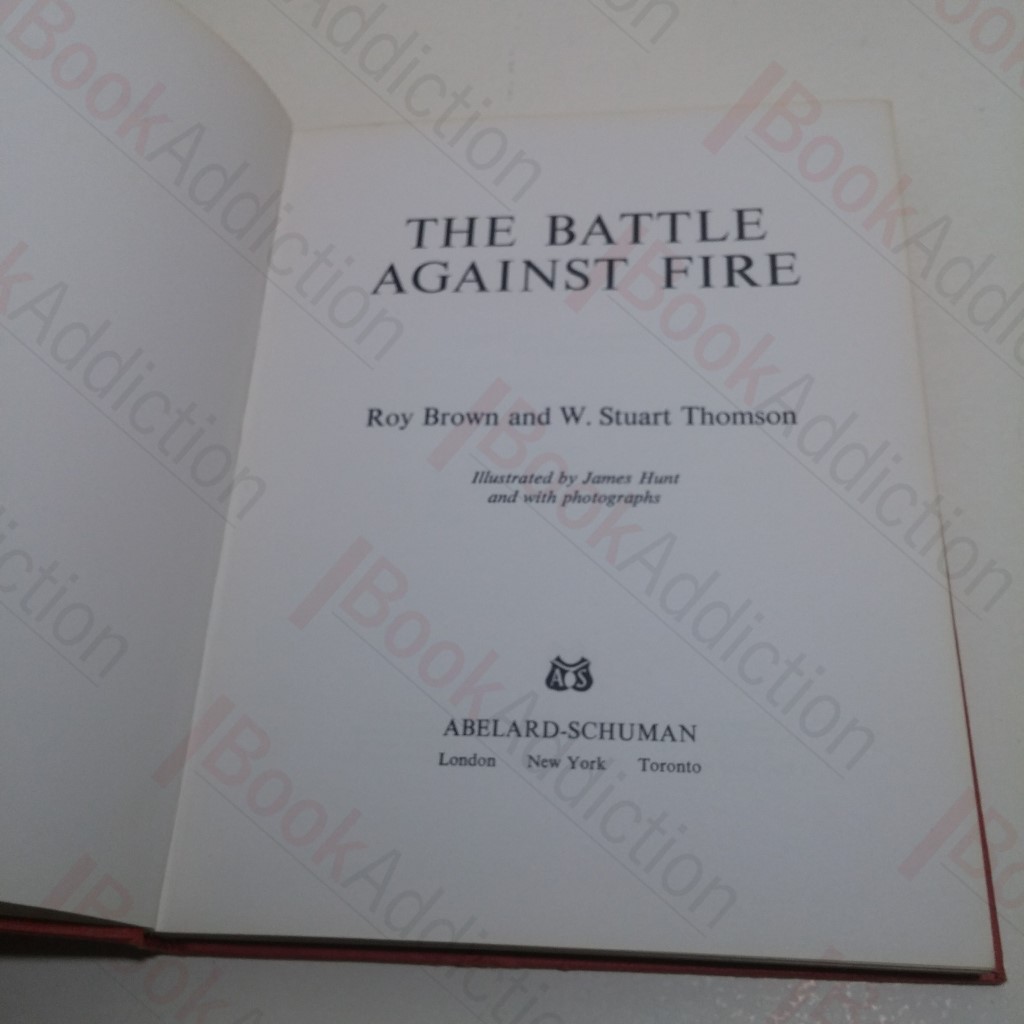 THE BATTLE
AGAINST FIRE
Roy Brown and W. Stuart Thomson
Illustrated by James Hunt
and with photographs
AS
ABELARD-SCHUMAN
London New York Toronto
BookAddiction